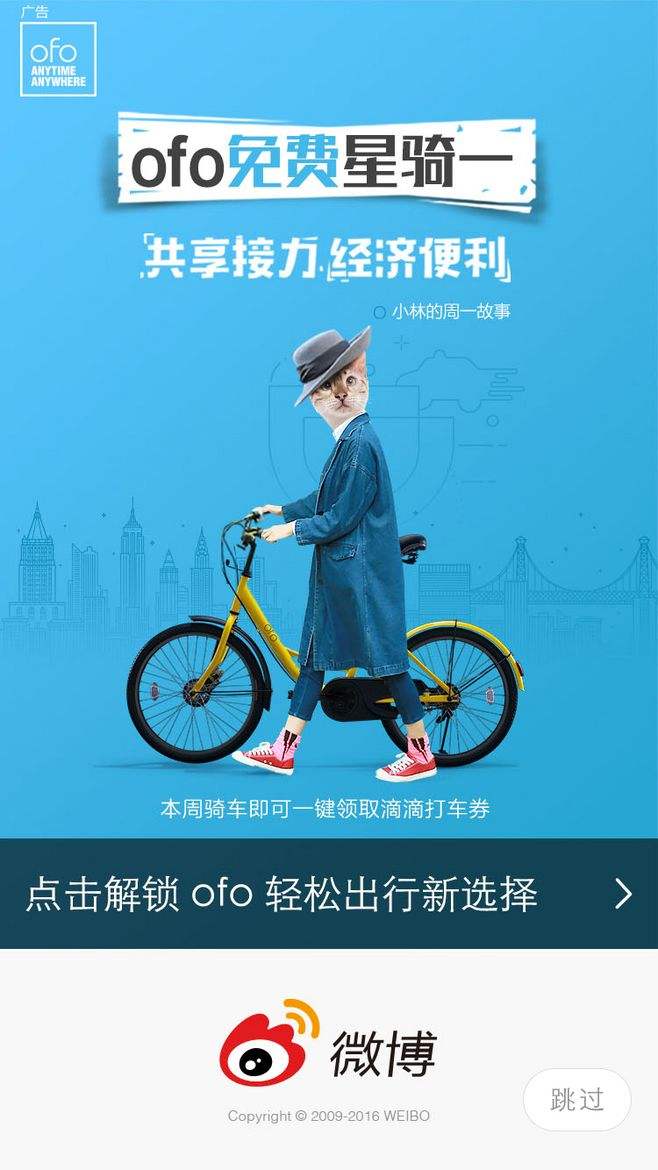 广告
ofo
ANYTIME
ANYWHERE
ofo免费星骑一
共享接力 经济便利
小林的周一故事
ofo
本周骑车即可一键领取滴滴打车券
点击解锁 ofo 轻松出行新选择
微博
Copyright © 2009-2016 WEIBO
跳过